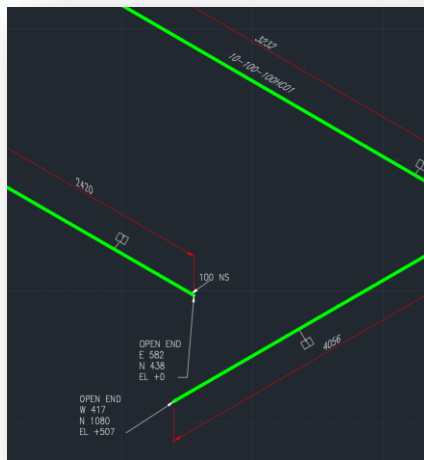 3232
10-100-100HC01
2420
100 NS
OPEN END
E 582
N 438
EL +0
4056
OPEN END
W 417
N 1080
EL +507